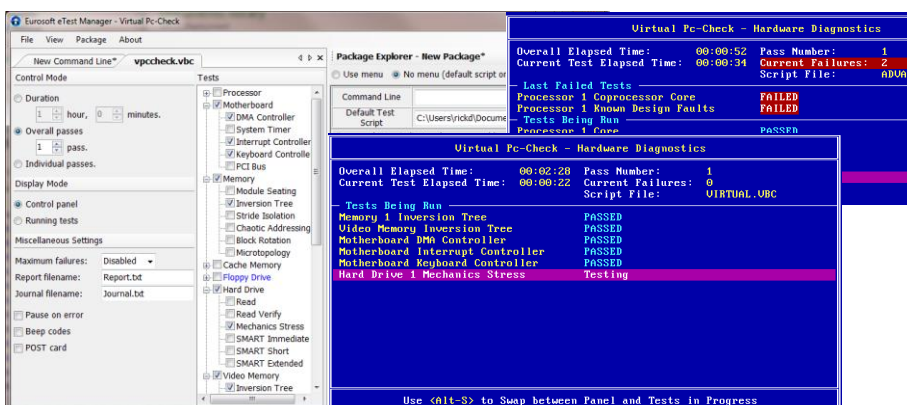 Eurosoft eTest Manager - Virtual Pc-Check
File View Package About
New Command Line* vpccheck.vbc
Control Mode
Duration
1 hour, 0 minutes.
Overall passes
1 pass.
Individual passes.
Display Mode
Control panel
Running tests
Miscellaneous Settings
Maximum failures: Disabled
Report filename: Report.txt
Journal filename: Journal.txt
Pause on error
Beep codes
POST card
Tests
Processor
Motherboard
DMA Controller
System Timer
Interrupt Controller
Keyboard Controlle
PCI Bus
Memory
Module Seating
Inversion Tree
Stride Isolation
Chaotic Addressing
Block Rotation
Microtopology
Cache Memory
Floppy Drive
Hard Drive
Read
Read Verify
Mechanics Stress
SMART Immediate
SMART Short
SMART Extended
Video Memory
Inversion Tree
Package Explorer - New Package*
Use menu No menu (default script or
Command Line
Default Test Script C:\Users\rickd\Docume
Virtual Pc-Check - Hardware Diagnostics
Overall Elapsed Time: 00:00:52 Pass Number: 1
Current Test Elapsed Time: 00:00:34 Current Failures: 2
Script File: ADVA
Last Failed Tests
Processor 1 Coprocessor Core FAILED
Processor 1 Known Design Faults FAILED
Tests Being Run
Processor 1 Core PASSED
Virtual Pc-Check - Hardware Diagnostics
Overall Elapsed Time: 00:02:28 Pass Number: 1
Current Test Elapsed Time: 00:00:22 Current Failures: 0
Script File: VIRTUAL.VBC
Tests Being Run
Memory 1 Inversion Tree PASSED
Video Memory Inversion Tree PASSED
Motherboard DMA Controller PASSED
Motherboard Interrupt Controller PASSED
Motherboard Keyboard Controller PASSED
Hard Drive 1 Mechanics Stress Testing
Use <Alt-S> to Swap between Panel and Tests in Progress